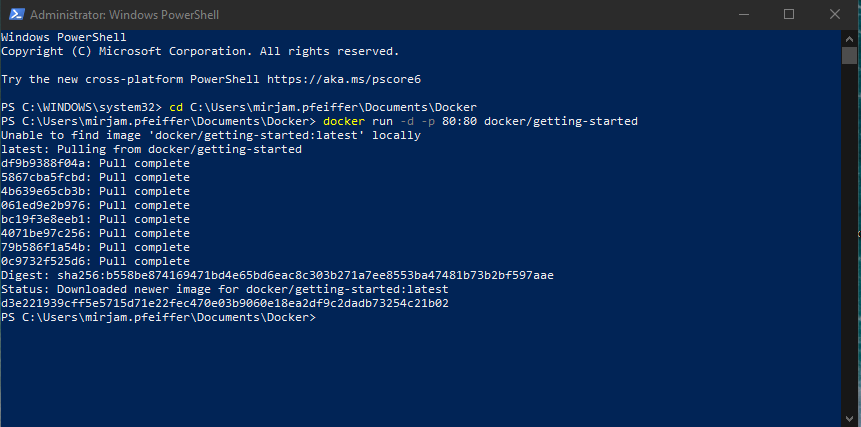 Administrator: Windows PowerShell
Windows PowerShell
Copyright (C) Microsoft Corporation. All rights reserved.
Try the new cross-platform PowerShell https://aka.ms/pscore6
PS C:\WINDOWS\system32> cd C:\Users\mirjam.pfeiffer\Documents\Docker
PS C:\Users\mirjam.pfeiffer\Documents\Docker> docker run -d -p 80:80 docker/getting-started
Unable to find image 'docker/getting-started:latest' locally
latest: Pulling from docker/getting-started
df9b9388f04a: Pull complete
5867cba5fcbd: Pull complete
4b639e65cb3b: Pull complete
061ed9e2b976: Pull complete
bc19f3e8eeb1: Pull complete
4071be97c256: Pull complete
79b586f1a54b: Pull complete
0c9732f525d6: Pull complete
Digest: sha256:b558be874169471bd4e65bd6eac8c303b271a7ee8553ba47481b73b2bf597aae
Status: Downloaded newer image for docker/getting-started:latest
d3e221939cff5e5715d71e22fec470e03b9060e18ea2df9c2dadb73254c21b02
PS C:\Users\mirjam.pfeiffer\Documents\Docker>